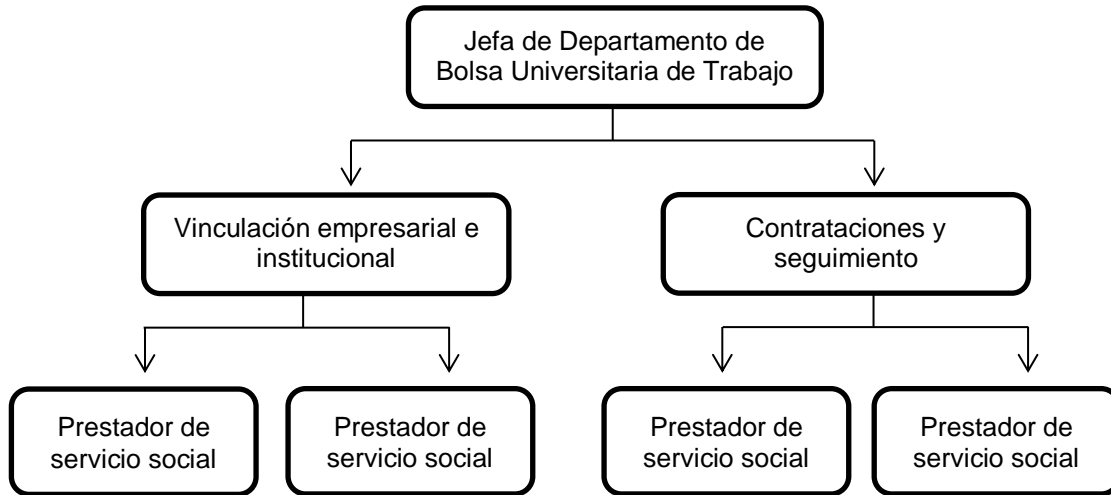 Jefa de Departamento de
Bolsa Universitaria de Trabajo
Vinculación empresarial e
institucional
Contrataciones y
seguimiento
Prestador de
servicio social
Prestador de
servicio social
Prestador de
servicio social
Prestador de
servicio social